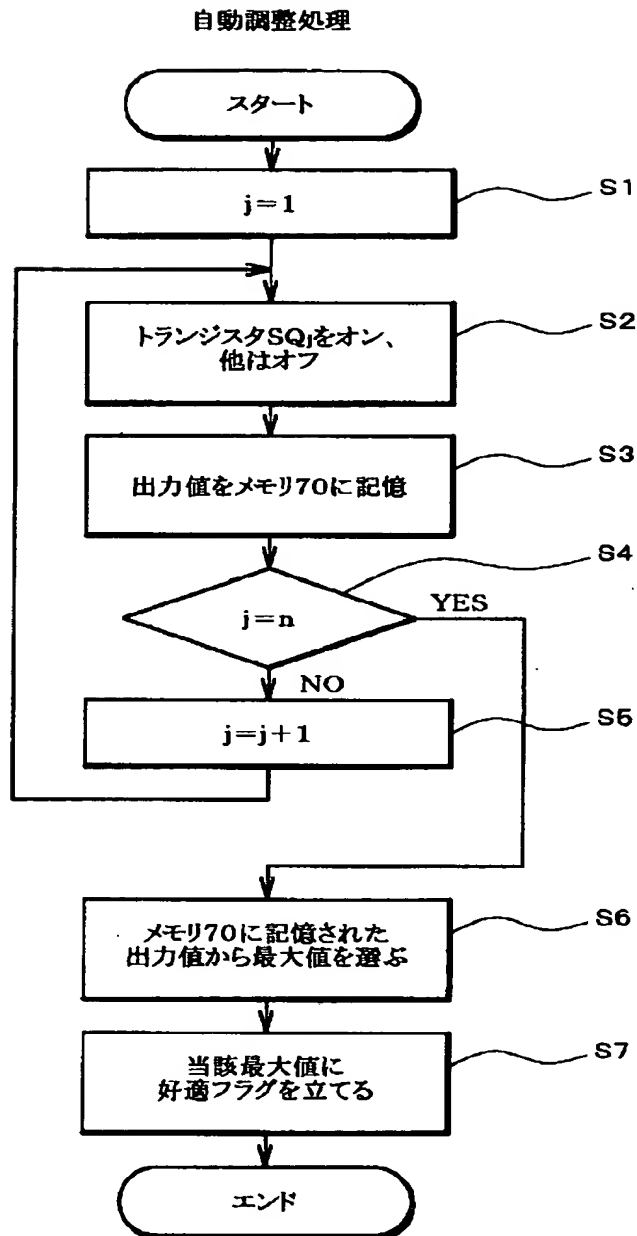 自動調整処理
スタート
j=1
S1
トランジスタSQjをオン、
他はオフ
S2
出力値をメモリ70に記憶
S3
S4
j=n
YES
NO
j=j+1
S5
メモリ70に記憶された
出力値から最大値を選ぶ
S6
当該最大値に
好適フラグを立てる
S7
エンド